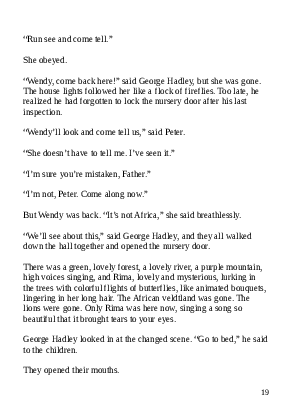 “Run see and come tell.”
She obeyed.
“Wendy, come back here!” said George Hadley, but she was gone.
The house lights followed her like a flock of fireflies. Too late, he
realized he had forgotten to lock the nursery door after his last
inspection.
“Wendy’ll look and come tell us,” said Peter.
“She doesn’t have to tell me. I’ve seen it.”
“I’m sure you’re mistaken, Father.”
“I’m not, Peter. Come along now.”
But Wendy was back. “It’s not Africa,” she said breathlessly.
“We’ll see about this,” said George Hadley, and they all walked
down the hall together and opened the nursery door.
There was a green, lovely forest, a lovely river, a purple mountain,
high voices singing, and Rima, lovely and mysterious, lurking in
the trees with colorful flights of butterflies, like animated bouquets,
lingering in her long hair. The African veldtland was gone. The
lions were gone. Only Rima was here now, singing a song so
beautiful that it brought tears to your eyes.
George Hadley looked in at the changed scene. “Go to bed,” he said
to the children.
They opened their mouths.
19